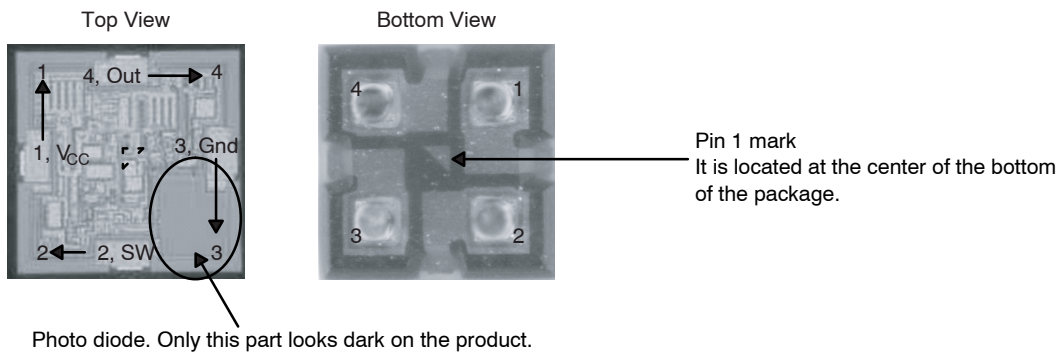 Top View
Bottom View
1
4, Out
4
4
1
1, VCC
3, Gnd
Pin 1 mark
It is located at the center of the bottom
of the package.
2
2, SW
3
3
2
Photo diode. Only this part looks dark on the product.